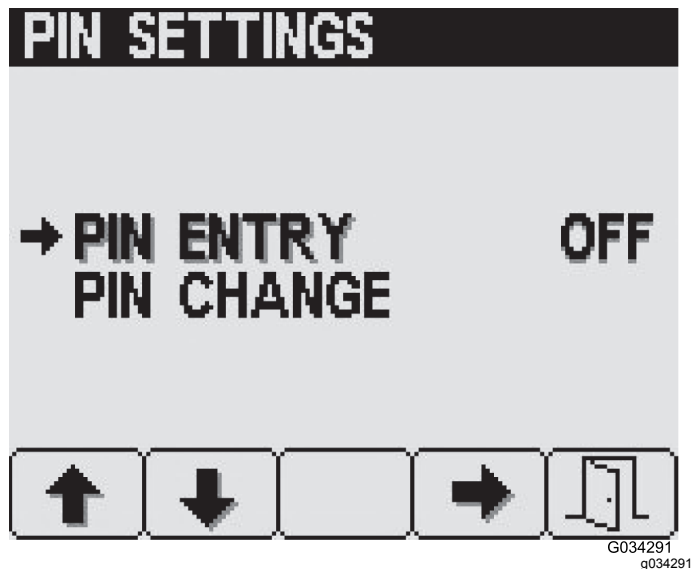 PIN SETTINGS
PIN ENTRY OFF
PIN CHANGE
G034291
g034291